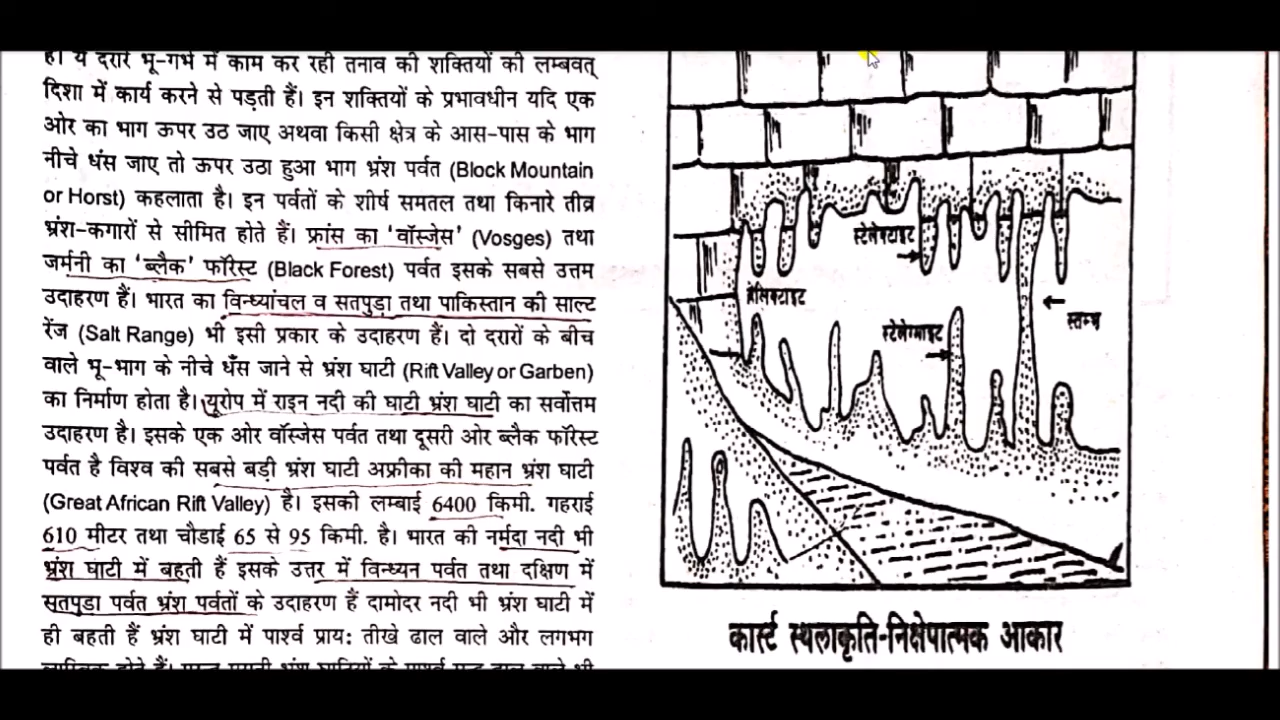 है। ये दरारें भू-गर्भ में काम कर रही तनाव की शक्तियों की लम्बवत्
दिशा में कार्य करने से पड़ती हैं। इन शक्तियों के प्रभावधीन यदि एक
ओर का भाग ऊपर उठ जाए अथवा किसी क्षेत्र के आस-पास के भाग
नीचे धंस जाए तो ऊपर उठा हुआ भाग भ्रंश पर्वत (Block Mountain
or Horst) कहलाता है। इन पर्वतों के शीर्ष समतल तथा किनारे तीव्र
भ्रंश-कगारों से सीमित होते हैं। फ्रांस का 'वॉस्जेस' (Vosges) तथा
जर्मनी का 'ब्लैक' फॉरेस्ट (Black Forest) पर्वत इसके सबसे उत्तम
उदाहरण हैं। भारत का विन्ध्यांचल व सतपुड़ा तथा पाकिस्तान की साल्ट
रेंज (Salt Range) भी इसी प्रकार के उदाहरण हैं। दो दरारों के बीच
वाले भू-भाग के नीचे धँस जाने से भ्रंश घाटी (Rift Valley or Garben)
का निर्माण होता है। यूरोप में राइन नदी की घाटी भ्रंश घाटी का सर्वोत्तम
उदाहरण है। इसके एक ओर वॉस्जेस पर्वत तथा दूसरी ओर ब्लैक फॉरेस्ट
पर्वत है विश्व की सबसे बड़ी भ्रंश घाटी अफ्रीका की महान भ्रंश घाटी
(Great African Rift Valley) है। इसकी लम्बाई 6400 किमी. गहराई
610 मीटर तथा चौडाई 65 से 95 किमी. है। भारत की नर्मदा नदी भी
भ्रंश घाटी में बहती हैं इसके उत्तर में विन्ध्यन पर्वत तथा दक्षिण में
सतपुडा पर्वत भ्रंश पर्वतों के उदाहरण हैं दामोदर नदी भी भ्रंश घाटी में
ही बहती हैं भ्रंश घाटी में पार्श्व प्राय: तीखे ढाल वाले और लगभग
स्टेलेक्टाइट
हेलिक्टाइट
स्टेलेग्माइट
स्तम्भ
कार्स्ट स्थलाकृति-निक्षेपात्मक आकार